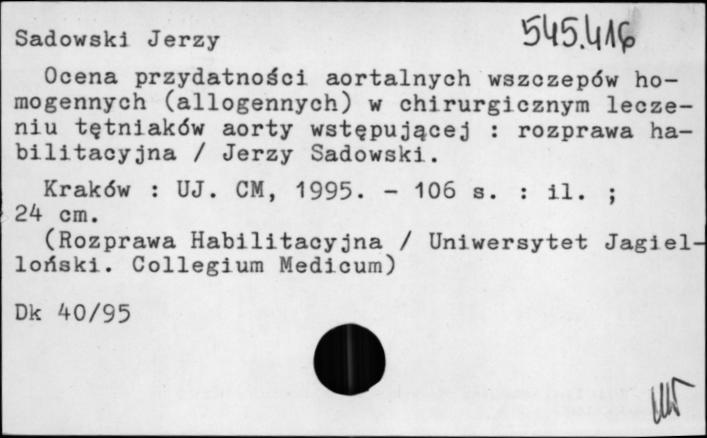 545.416
Sadowski Jerzy
Ocena przydatności aortalnych wszczepów ho-
mogennych (allogennych) w chirurgicznym lecze-
niu tętniaków aorty wstępującej : rozprawa ha-
bilitacyjna / Jerzy Sadowski.
Kraków : UJ. CM, 1995. - 106 s. : il. ;
24 cm.
(Rozprawa Habilitacyjna / Uniwersytet Jagiel-
loński. Collegium Medicum)
Dk 40/95